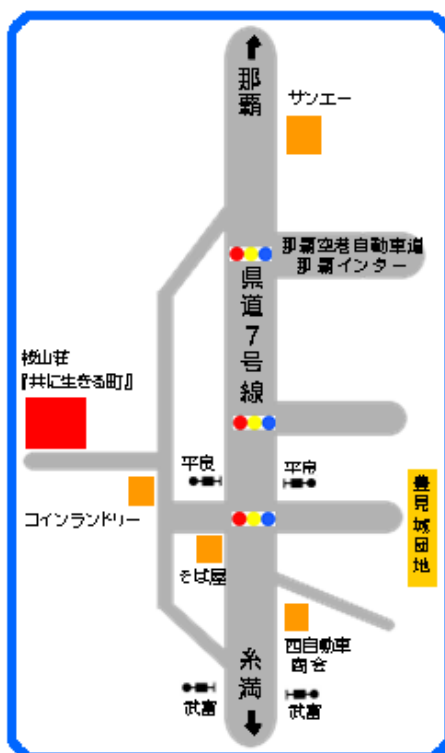 那覇
サンエー
那覇空港自動車道
那覇インター
県道7号線
『共に生きる町』
平良
平良
コインランドリー
そば屋
豊見城団地
西自動車
商会
糸満
武富
武富